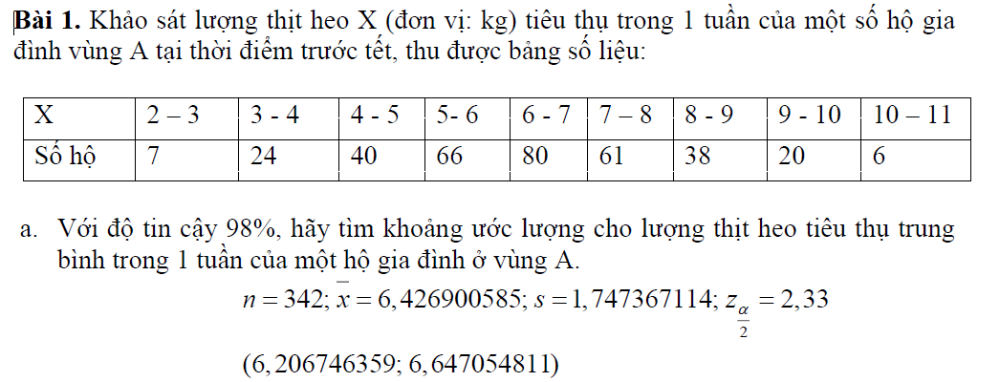 Bài 1. Khảo sát lượng thịt heo X (đơn vị: kg) tiêu thụ trong 1 tuần của một số hộ gia
đình vùng A tại thời điểm trước tết, thu được bảng số liệu:
X 2 – 3 3 - 4 4 - 5 5- 6 6 - 7 7 – 8 8 - 9 9 - 10 10 – 11
Số hộ 7 24 40 66 80 61 38 20 6
a. Với độ tin cậy 98%, hãy tìm khoảng ước lượng cho lượng thịt heo tiêu thụ trung
bình trong 1 tuần của một hộ gia đình ở vùng A.
n = 342; x̄ = 6,426900585; s = 1,747367114; z_{α/2} = 2,33
(6,206746359; 6,647054811)